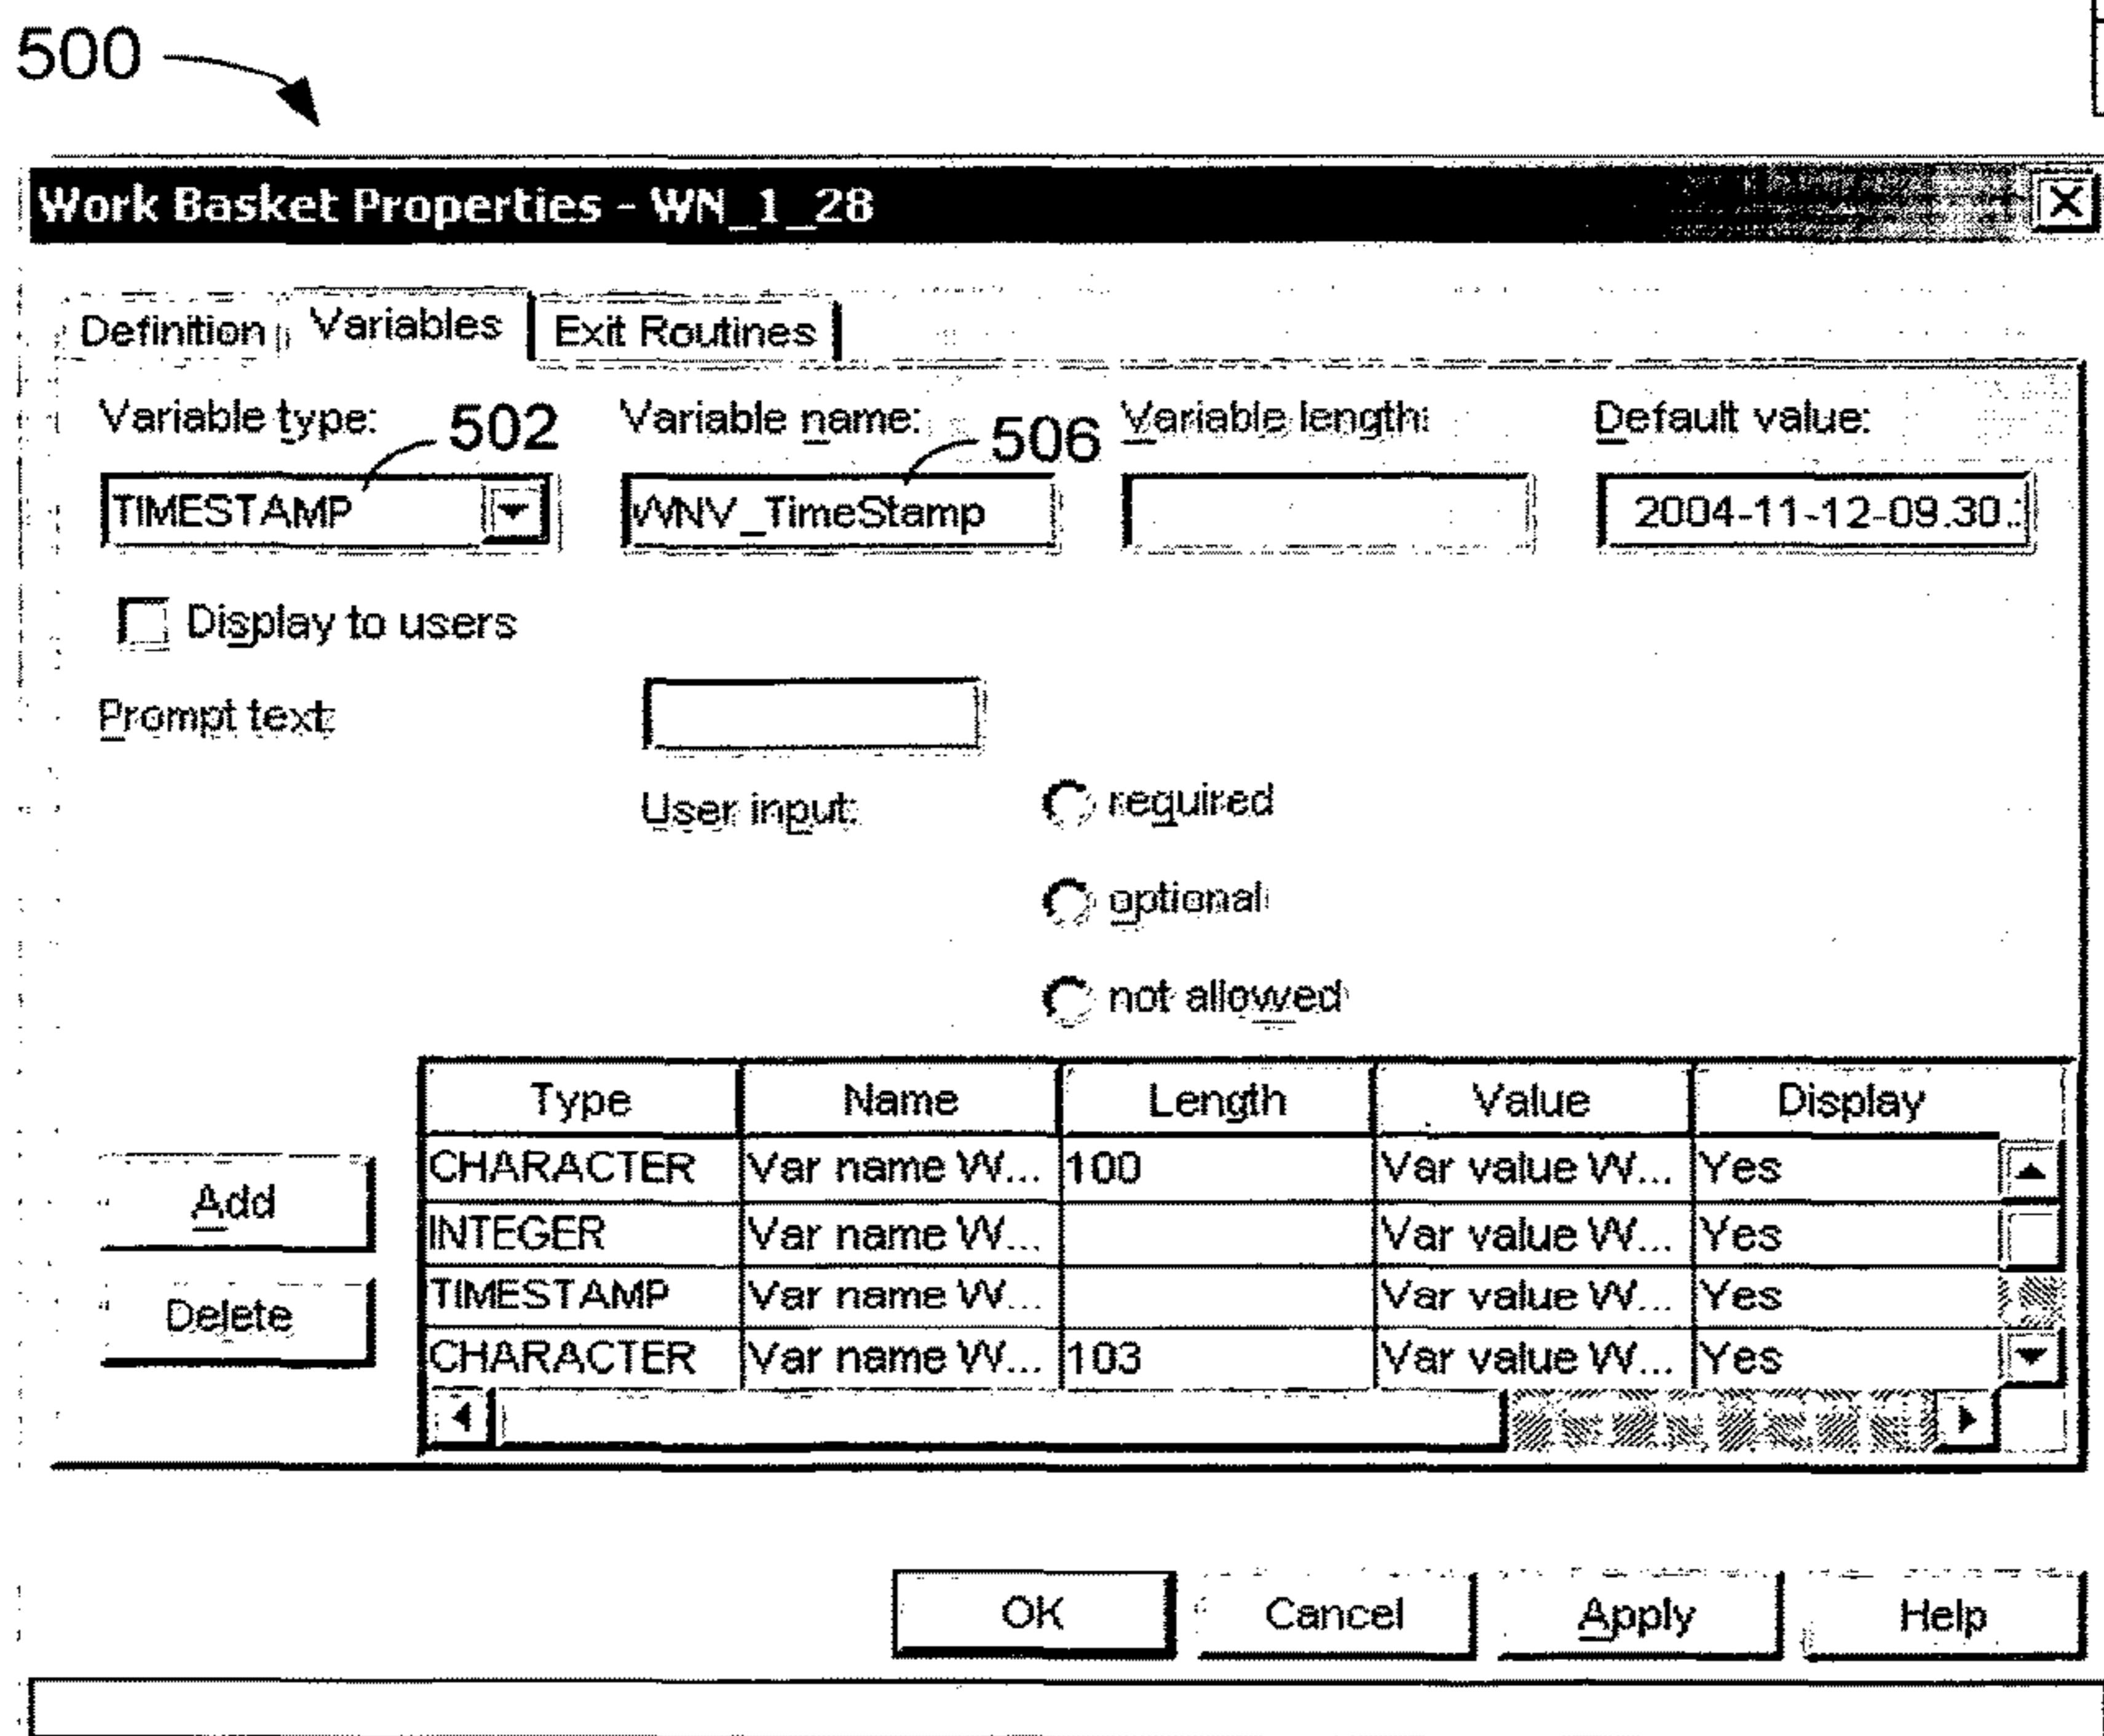 500
Work Basket Properties - WN_1_28
Definition Variables Exit Routines
Variable type: 502 Variable name: 506 Variable length: Default value:
TIMESTAMP WNV_TimeStamp 2004-11-12-09.30.:
Display to users
Prompt text:
User input: required
optional
not allowed
Type Name Length Value Display
CHARACTER Var name W... 100 Var value W... Yes
Add
INTEGER Var name W... Var value W... Yes
TIMESTAMP Var name W... Var value W... Yes
Delete
CHARACTER Var name W... 103 Var value W... Yes
OK Cancel Apply Help